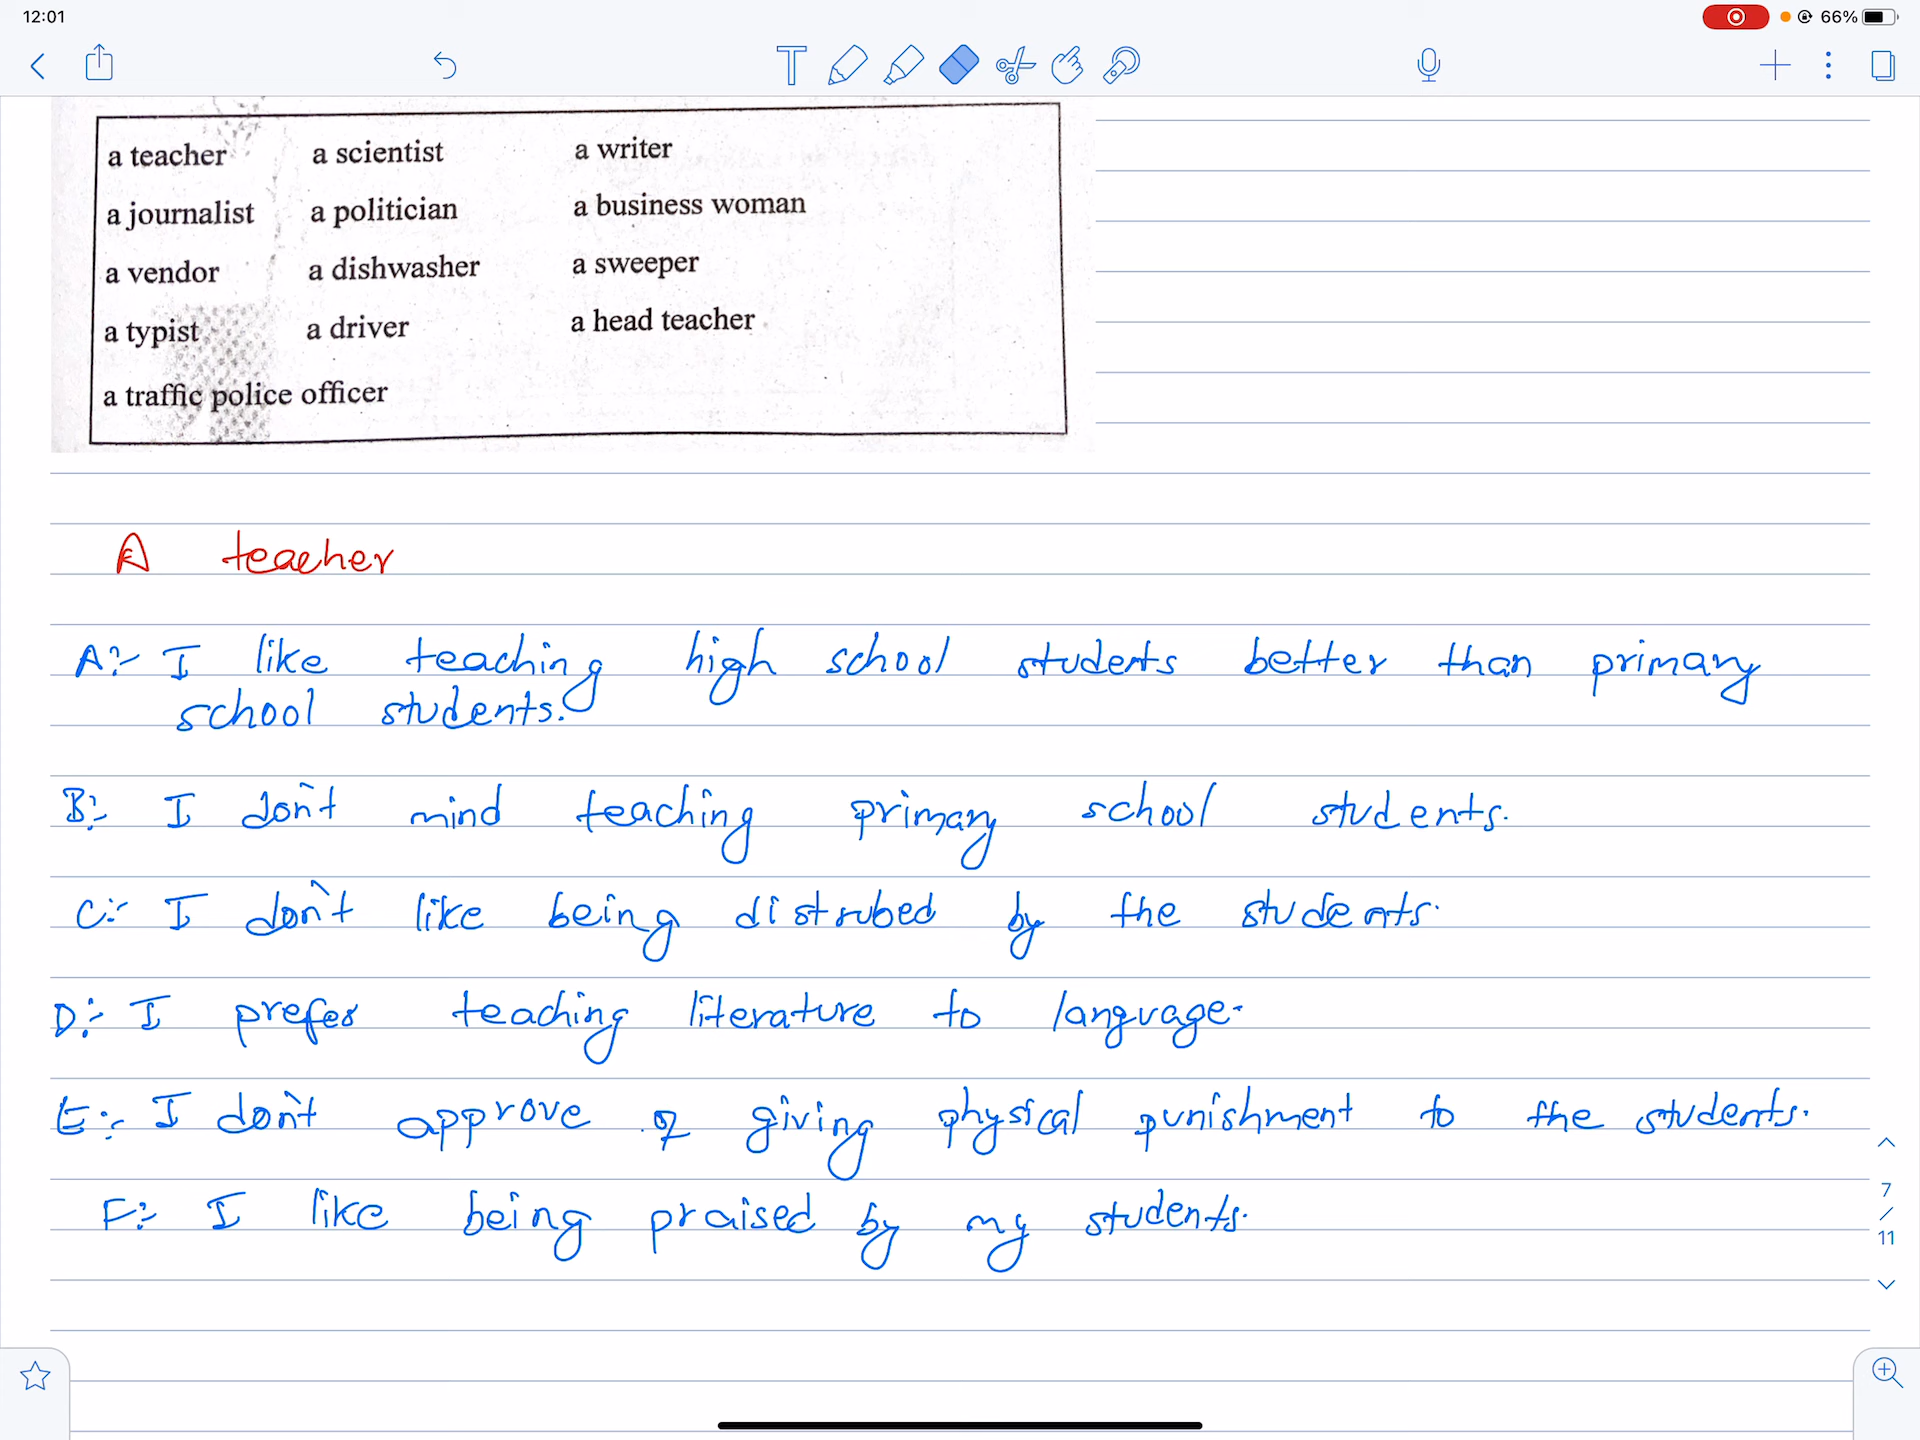 12:01
66%
a teacher a scientist a writer
a journalist a politician a business woman
a vendor a dishwasher a sweeper
a typist a driver a head teacher
a traffic police officer
A teacher
A:- I like teaching high school students better than primary
school students.
B:- I don't mind teaching primary school students.
C:- I don't like being distrubed by the students.
D:- I prefer teaching literature to language.
E:- I don't approve of giving physical punishment to the students.
F:- I like being praised by my students.
7
/
11